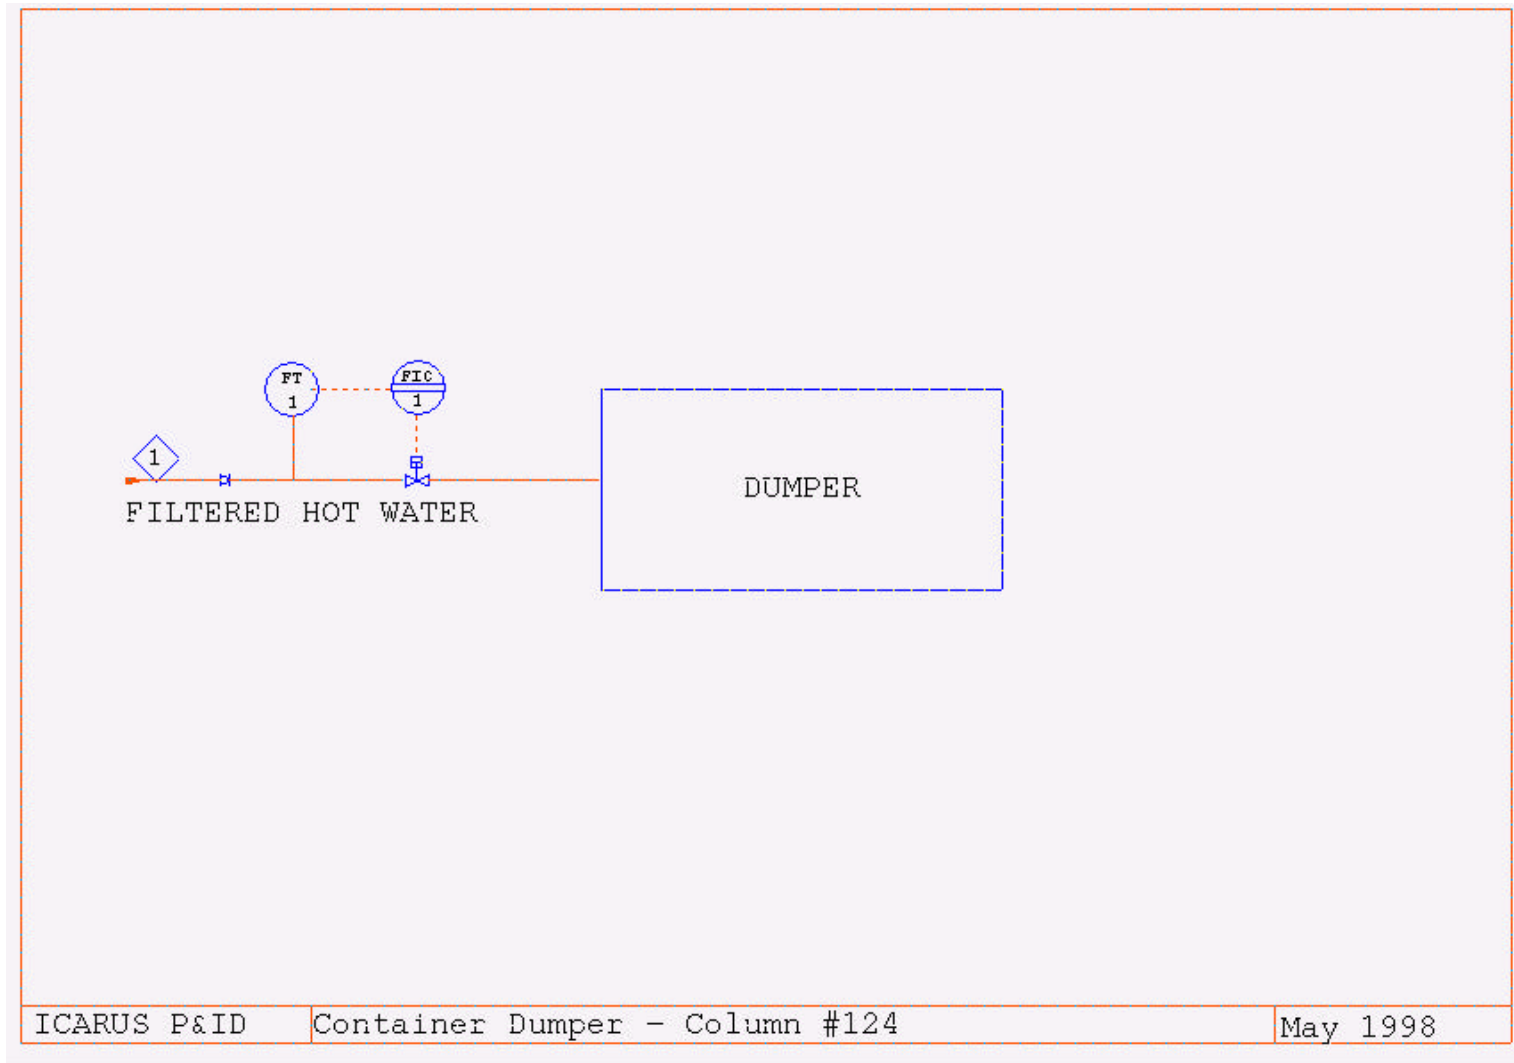 FT
1
FIC
1
1
FILTERED HOT WATER
DUMPER
ICARUS P&ID
Container Dumper - Column #124
May 1998